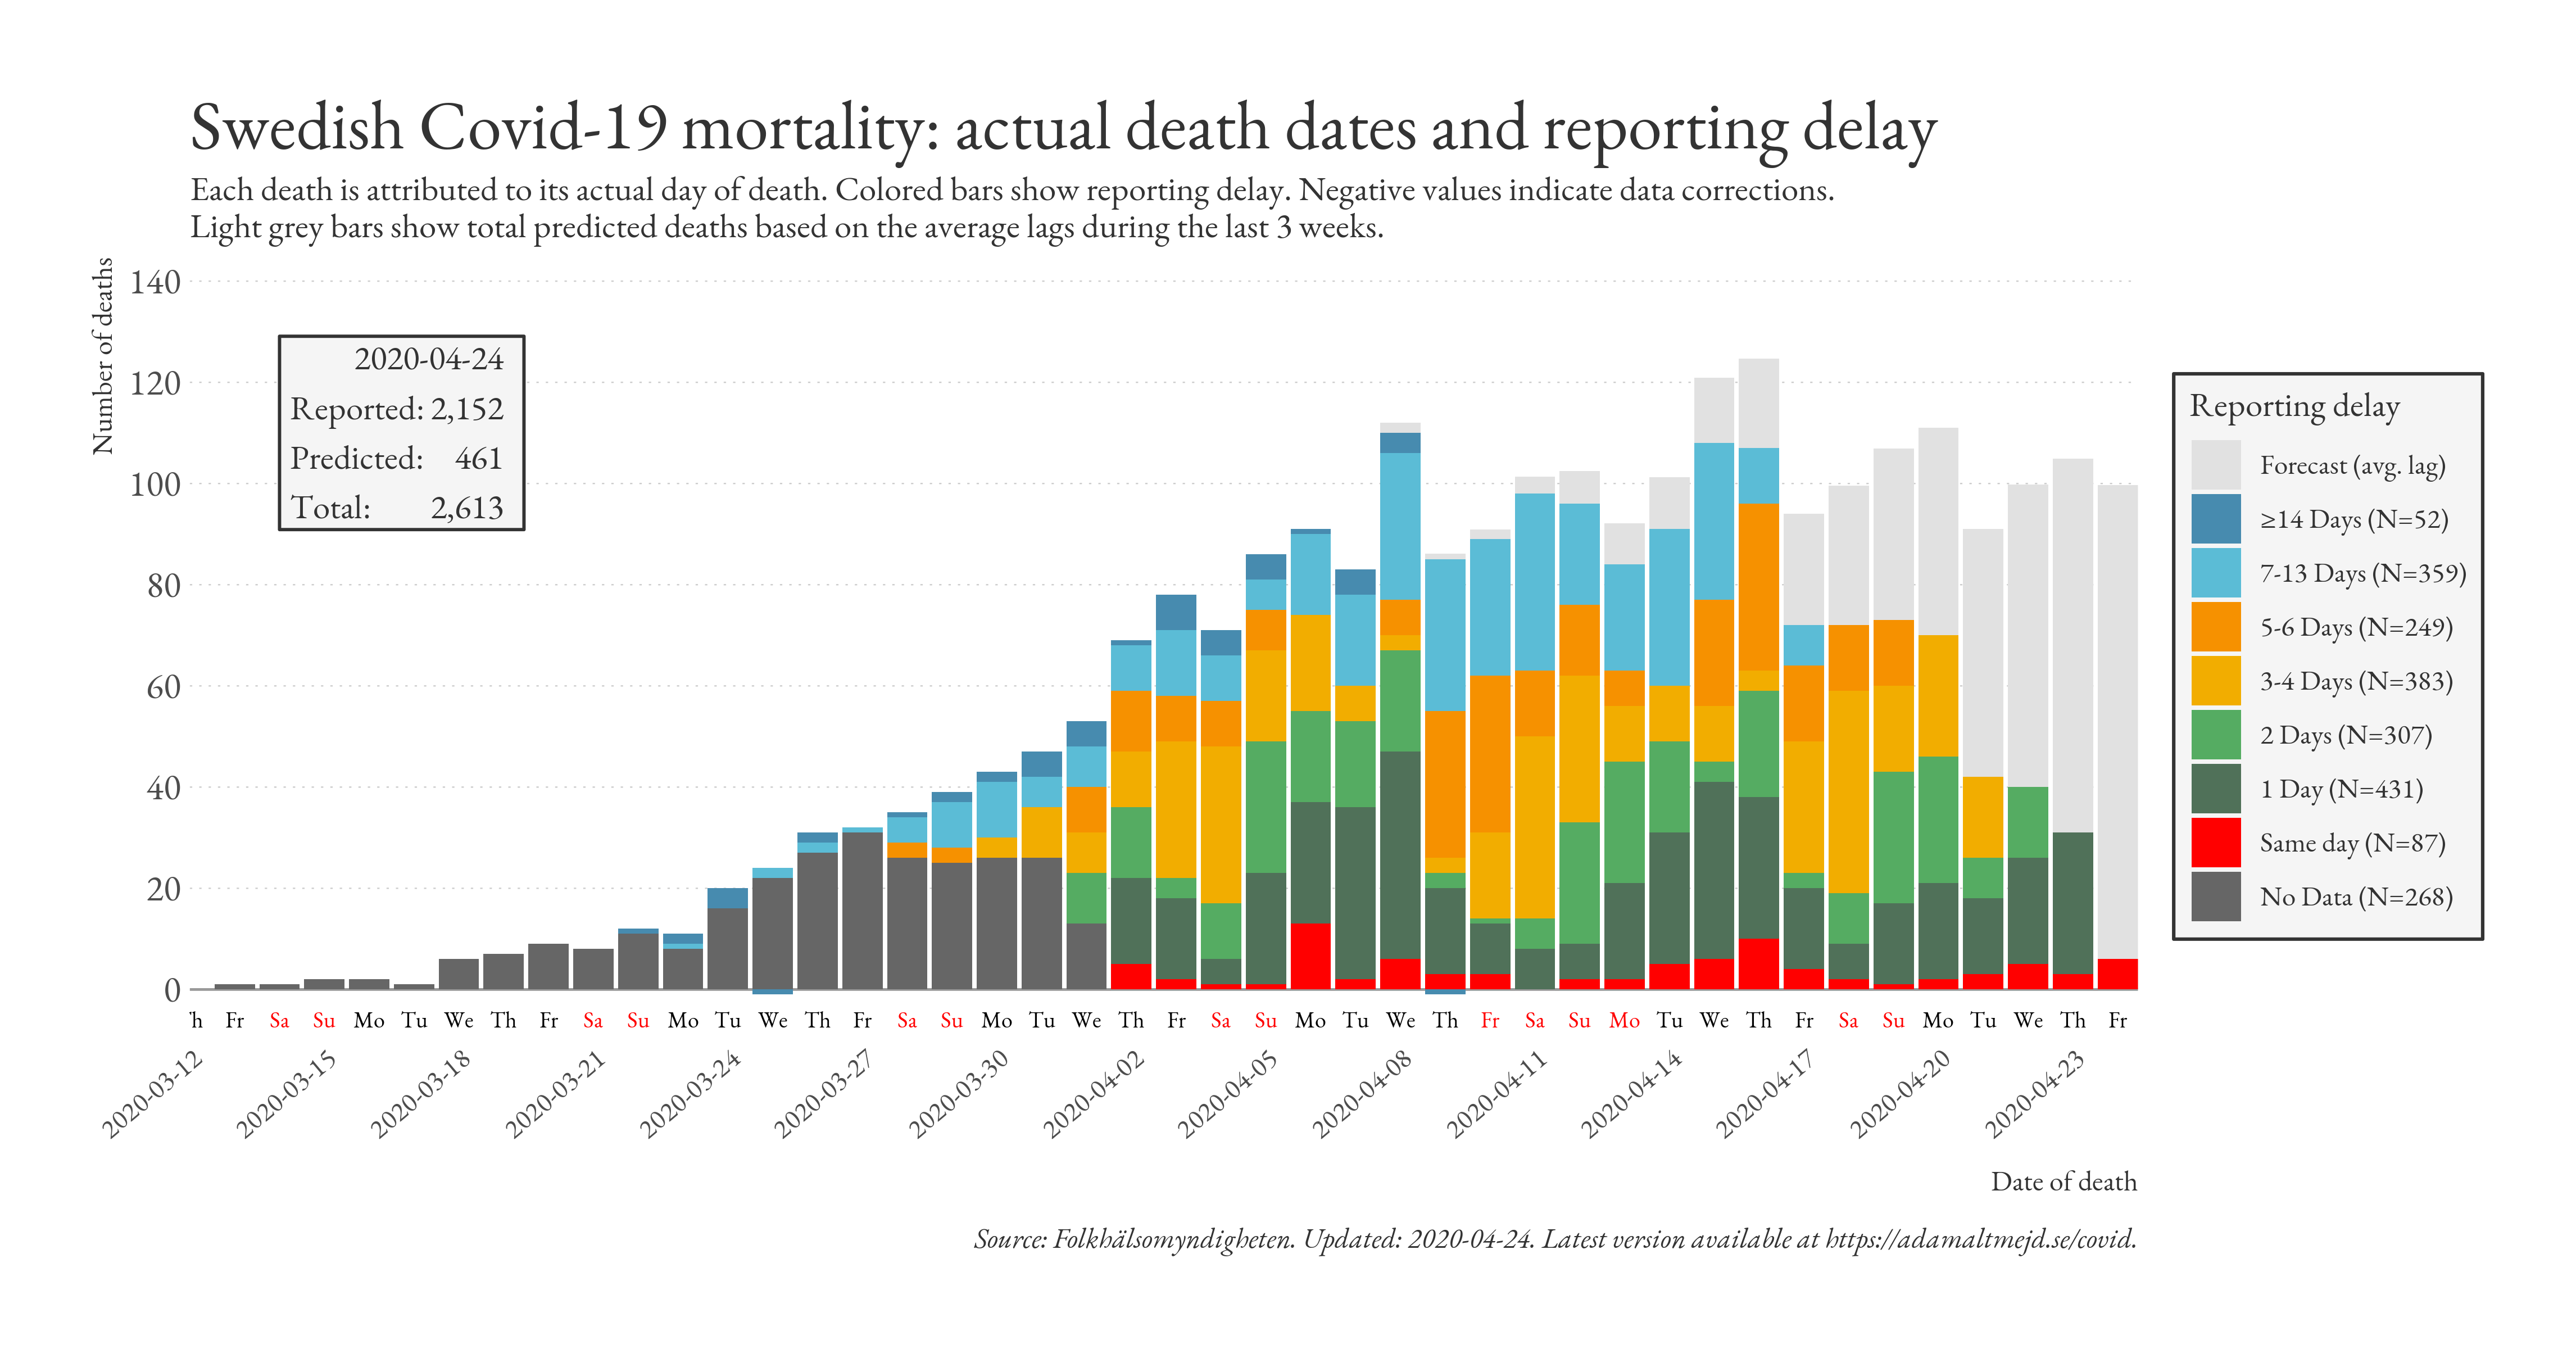 Swedish Covid-19 mortality: actual death dates and reporting delay
Each death is attributed to its actual day of death. Colored bars show reporting delay. Negative values indicate data corrections.
Light grey bars show total predicted deaths based on the average lags during the last 3 weeks.
Number of deaths
140
120
100
80
60
40
20
0
2020-04-24
Reported: 2,152
Predicted: 461
Total: 2,613
Reporting delay
Forecast (avg. lag)
≥14 Days (N=52)
7-13 Days (N=359)
5-6 Days (N=249)
3-4 Days (N=383)
2 Days (N=307)
1 Day (N=431)
Same day (N=87)
No Data (N=268)
h Fr Sa Su Mo Tu We Th Fr Sa Su Mo Tu We Th Fr Sa Su Mo Tu We Th Fr Sa Su Mo Tu We Th Fr Sa Su Mo Tu We Th Fr Sa Su Mo Tu We Th Fr
2020-03-12 2020-03-15 2020-03-18 2020-03-21 2020-03-24 2020-03-27 2020-03-30 2020-04-02 2020-04-05 2020-04-08 2020-04-11 2020-04-14 2020-04-17 2020-04-20 2020-04-23
Date of death
Source: Folkhälsomyndigheten. Updated: 2020-04-24. Latest version available at https://adamaltmejd.se/covid.